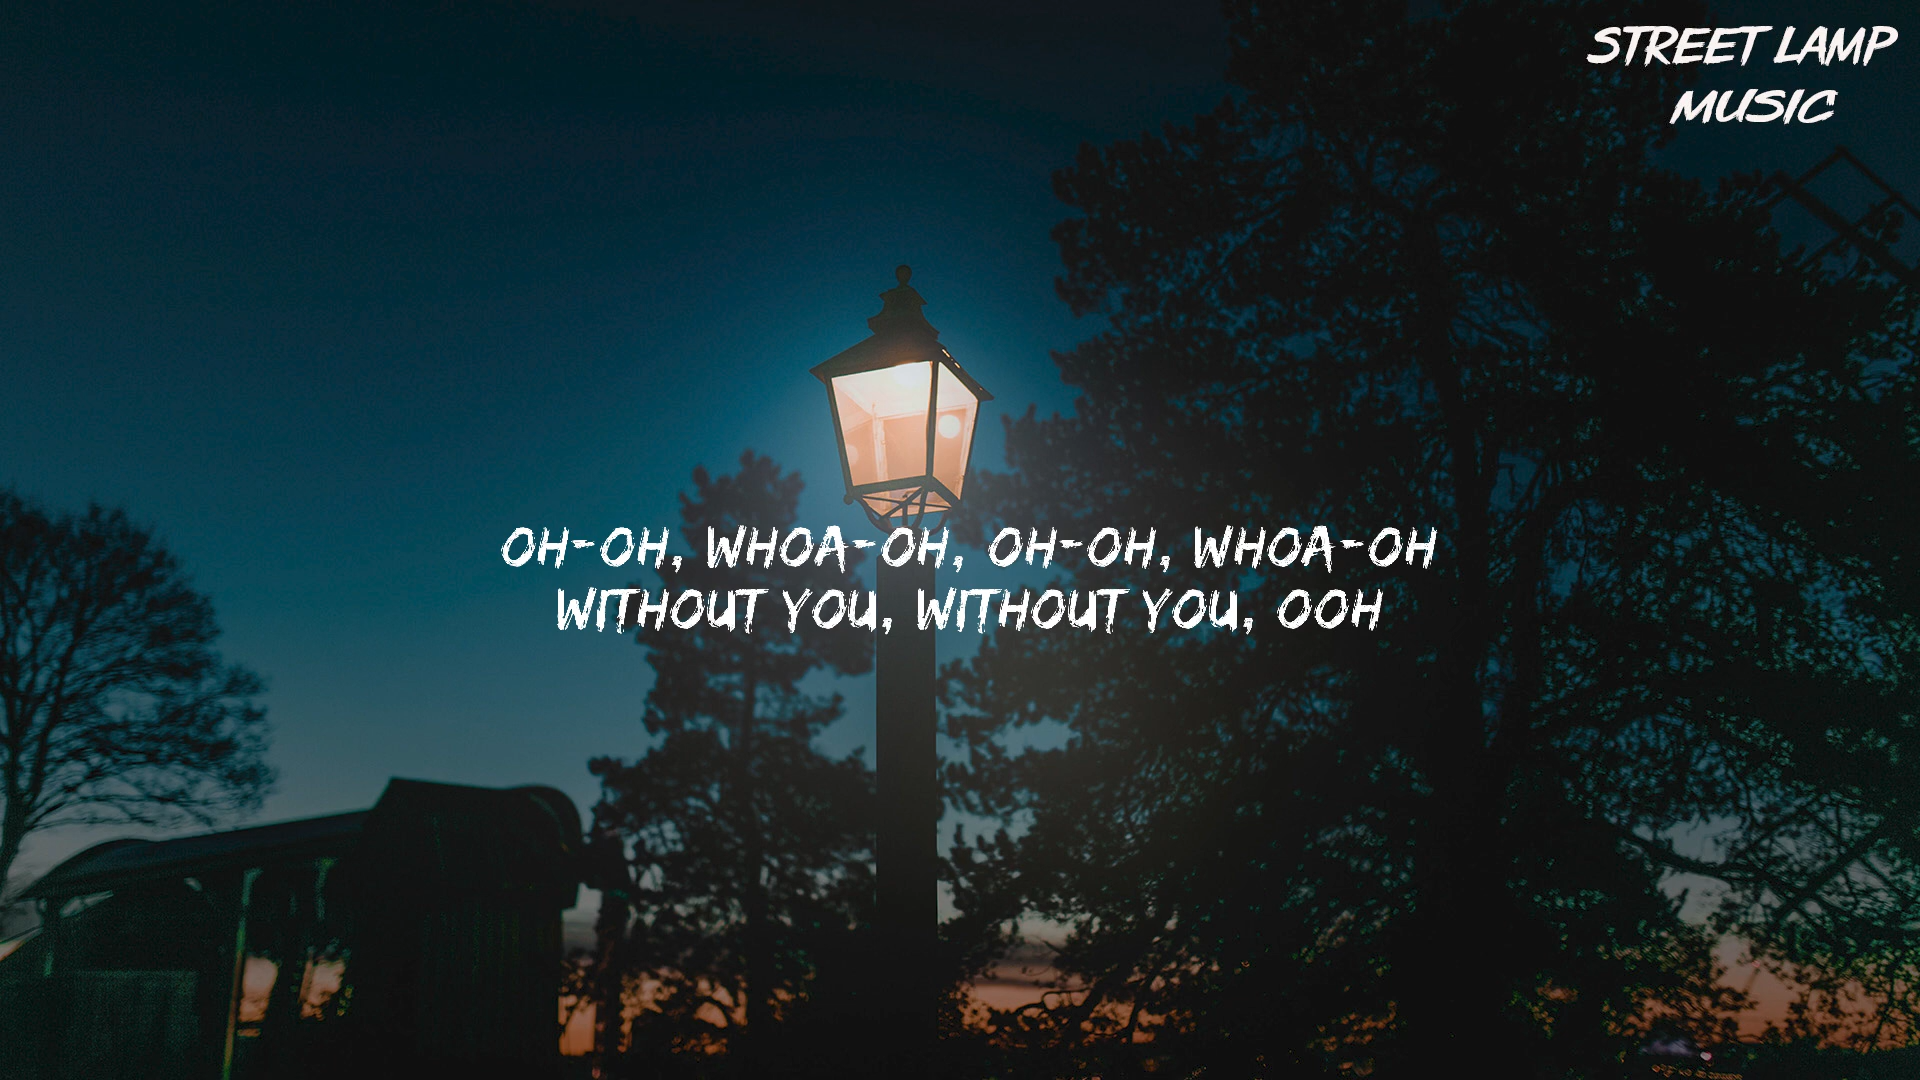 STREET LAMP
MUSIC
OH-OH, WHOA-OH, OH-OH, WHOA-OH
WITHOUT YOU, WITHOUT YOU, OOH